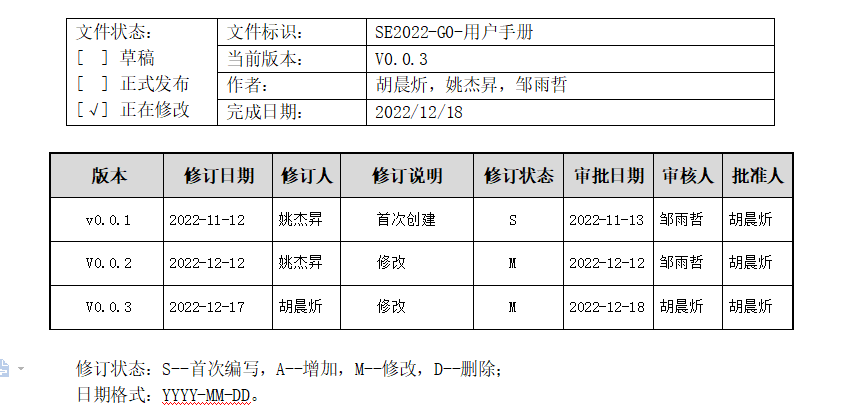 文件状态： 文件标识： SE2022-G0-用户手册
[  ] 草稿 当前版本： V0.0.3
[  ] 正式发布 作者： 胡晨炘，姚杰昇，邹雨哲
[√] 正在修改 完成日期： 2022/12/18
版本 修订日期 修订人 修订说明 修订状态 审批日期 审核人 批准人
v0.0.1 2022-11-12 姚杰昇 首次创建 S 2022-11-13 邹雨哲 胡晨炘
V0.0.2 2022-12-12 姚杰昇 修改 M 2022-12-12 邹雨哲 胡晨炘
V0.0.3 2022-12-17 胡晨炘 修改 M 2022-12-18 胡晨炘 胡晨炘
修订状态：S--首次编写，A--增加，M--修改，D--删除；
日期格式：YYYY-MM-DD。